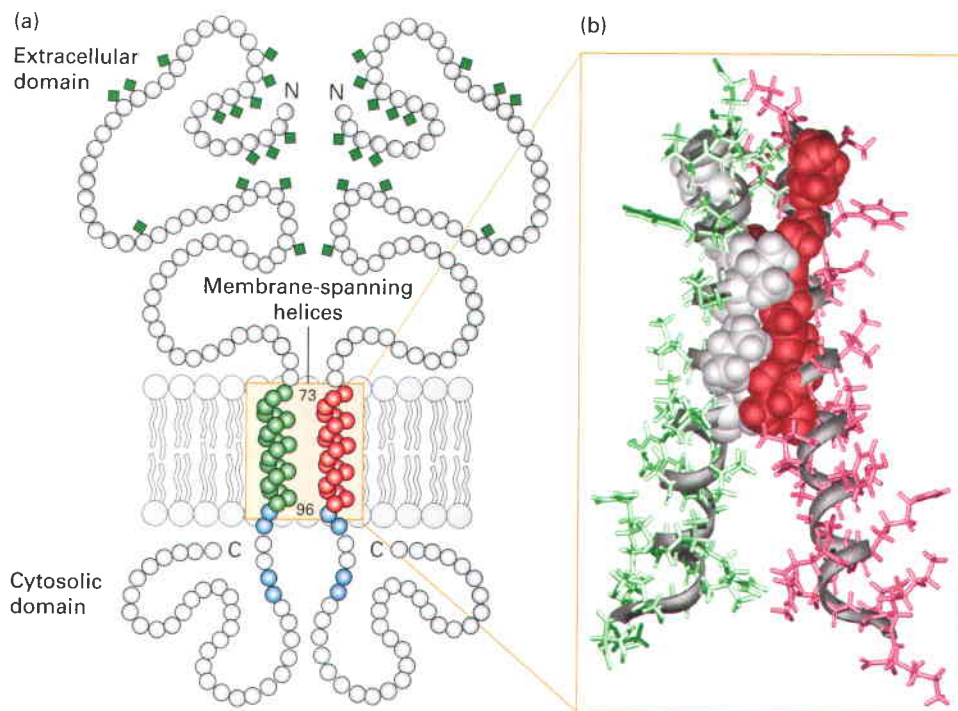 (a)
Extracellular
domain
N
N
Membrane-spanning
helices
73
96
C
C
Cytosolic
domain
(b)